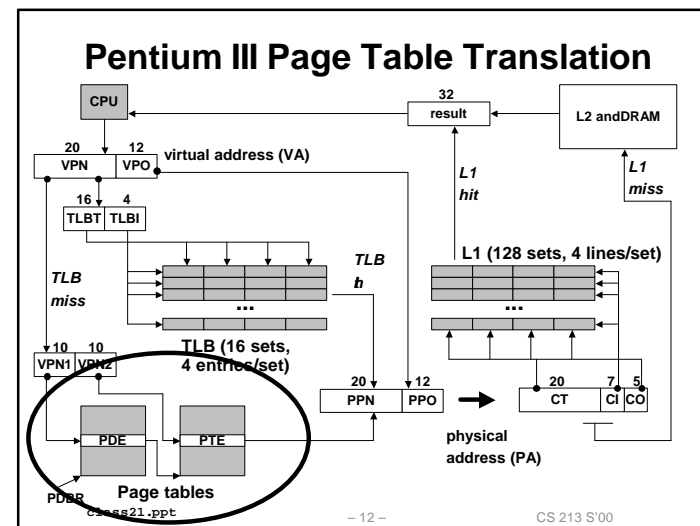 Pentium III Page Table Translation
CPU
32
result
L2 andDRAM
20
12
VPN
VPO
virtual address (VA)
L1
hit
L1
miss
16
4
TLBT
TLBI
TLB
miss
TLB
L1 (128 sets, 4 lines/set)
...
...
TLB (16 sets,
4 entries/set)
10
10
VPN1
VPN2
20
12
PPN
PPO
20
7
5
CT
CI
CO
physical
address (PA)
PDE
PTE
PDBR
Page tables
class21.ppt
– 12 –
CS 213 S'00